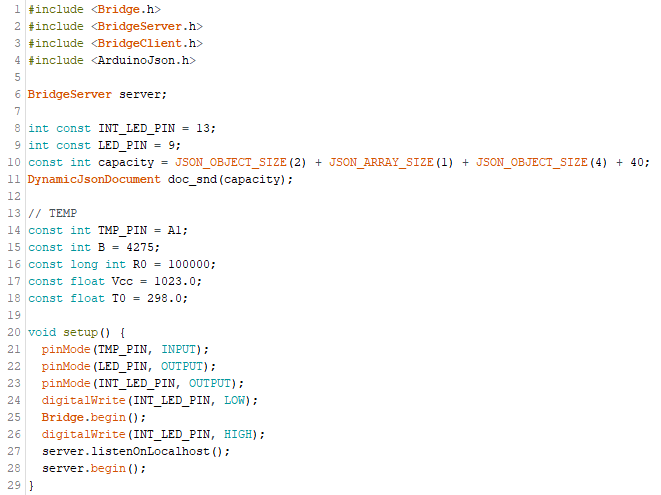 1 #include <Bridge.h>
2 #include <BridgeServer.h>
3 #include <BridgeClient.h>
4 #include <ArduinoJson.h>
5
6 BridgeServer server;
7
8 int const INT_LED_PIN = 13;
9 int const LED_PIN = 9;
10 const int capacity = JSON_OBJECT_SIZE(2) + JSON_ARRAY_SIZE(1) + JSON_OBJECT_SIZE(4) + 40;
11 DynamicJsonDocument doc_snd(capacity);
12
13 // TEMP
14 const int TMP_PIN = A1;
15 const int B = 4275;
16 const long int R0 = 100000;
17 const float Vcc = 1023.0;
18 const float T0 = 298.0;
19
20 void setup() {
21   pinMode(TMP_PIN, INPUT);
22   pinMode(LED_PIN, OUTPUT);
23   pinMode(INT_LED_PIN, OUTPUT);
24   digitalWrite(INT_LED_PIN, LOW);
25   Bridge.begin();
26   digitalWrite(INT_LED_PIN, HIGH);
27   server.listenOnLocalhost();
28   server.begin();
29 }